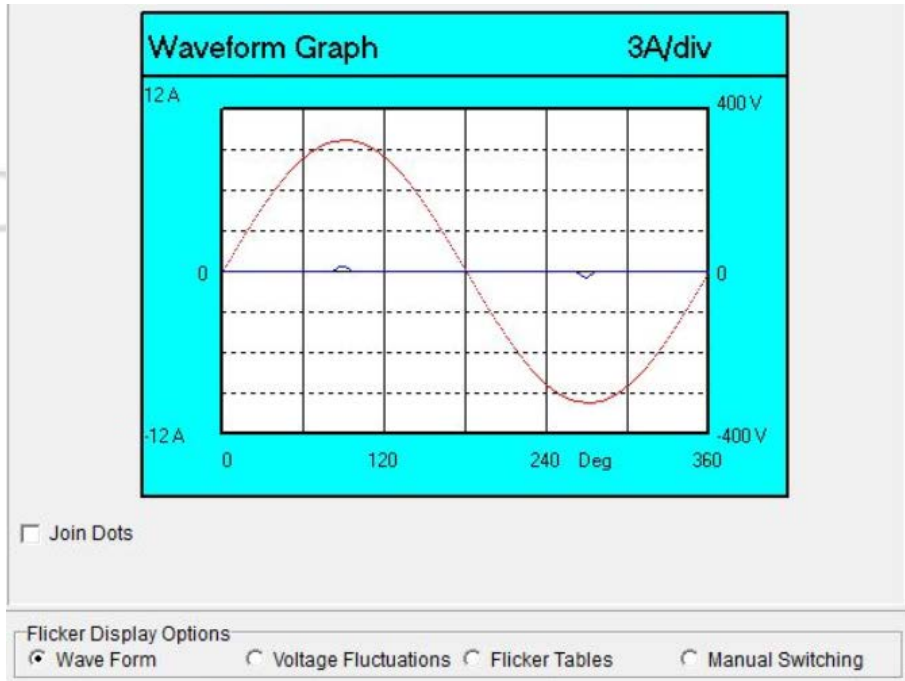 Waveform Graph 3A/div
12 A 400 V
0 0
-12 A -400 V
0 120 240 Deg 360
Join Dots
Flicker Display Options
Wave Form Voltage Fluctuations Flicker Tables Manual Switching